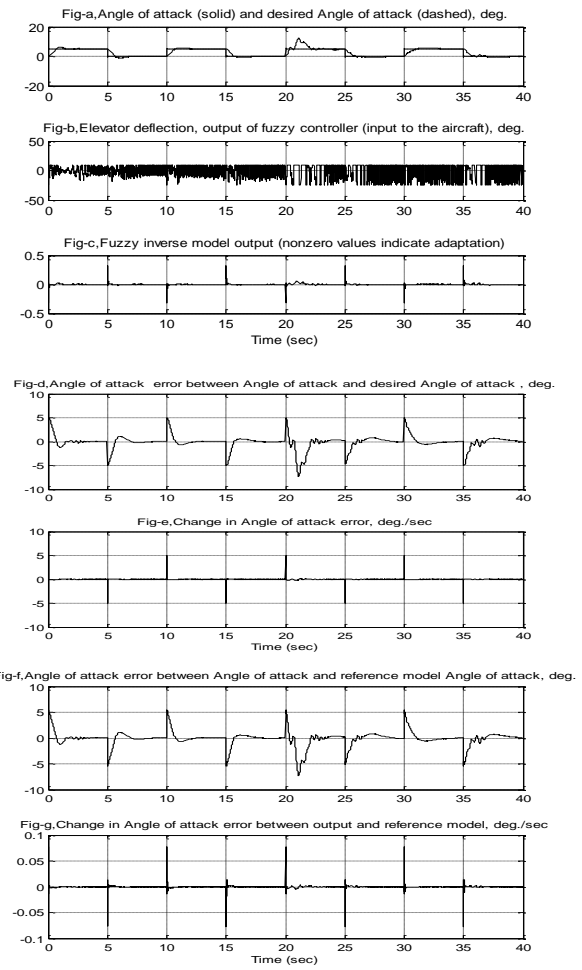 Fig-a,Angle of attack (solid) and desired Angle of attack (dashed), deg.
20
0
-20
0 5 10 15 20 25 30 35 40
Fig-b,Elevator deflection, output of fuzzy controller (input to the aircraft), deg.
50
0
-50
0 5 10 15 20 25 30 35 40
Fig-c,Fuzzy inverse model output (nonzero values indicate adaptation)
0.5
0
-0.5
0 5 10 15 20 25 30 35 40
Time (sec)
Fig-d,Angle of attack error between Angle of attack and desired Angle of attack , deg.
10
5
0
-5
-10
0 5 10 15 20 25 30 35 40
Fig-e,Change in Angle of attack error, deg./sec
10
5
0
-5
-10
0 5 10 15 20 25 30 35 40
Time (sec)
ig-f,Angle of attack error between Angle of attack and reference model Angle of attack, deg.
10
5
0
-5
-10
0 5 10 15 20 25 30 35 40
Fig-g,Change in Angle of attack error between output and reference model, deg./sec
0.1
0.05
0
-0.05
-0.1
0 5 10 15 20 25 30 35 40
Time (sec)